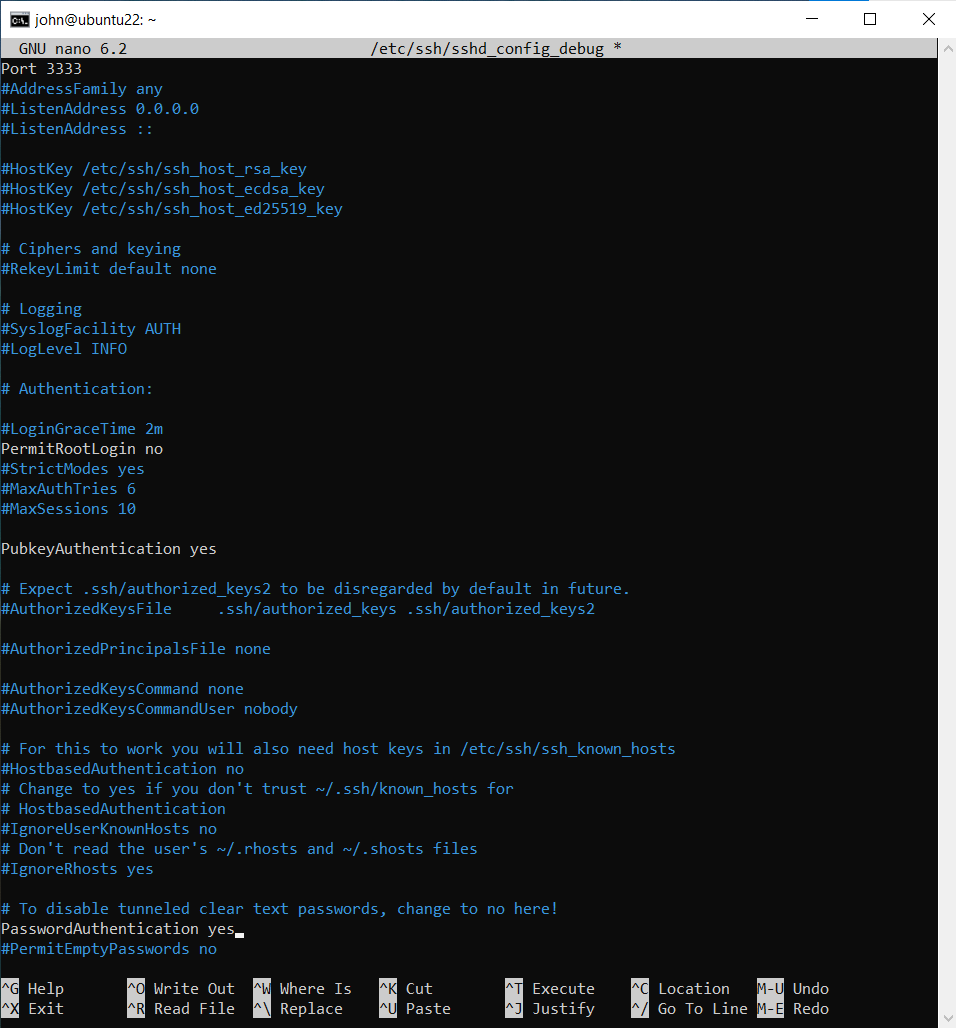 john@ubuntu22: ~
GNU nano 6.2 /etc/ssh/sshd_config_debug *
Port 3333
#AddressFamily any
#ListenAddress 0.0.0.0
#ListenAddress ::
#HostKey /etc/ssh/ssh_host_rsa_key
#HostKey /etc/ssh/ssh_host_ecdsa_key
#HostKey /etc/ssh/ssh_host_ed25519_key
# Ciphers and keying
#RekeyLimit default none
# Logging
#SyslogFacility AUTH
#LogLevel INFO
# Authentication:
#LoginGraceTime 2m
PermitRootLogin no
#StrictModes yes
#MaxAuthTries 6
#MaxSessions 10
PubkeyAuthentication yes
# Expect .ssh/authorized_keys2 to be disregarded by default in future.
#AuthorizedKeysFile .ssh/authorized_keys .ssh/authorized_keys2
#AuthorizedPrincipalsFile none
#AuthorizedKeysCommand none
#AuthorizedKeysCommandUser nobody
# For this to work you will also need host keys in /etc/ssh/ssh_known_hosts
#HostbasedAuthentication no
# Change to yes if you don't trust ~/.ssh/known_hosts for
# HostbasedAuthentication
#IgnoreUserKnownHosts no
# Don't read the user's ~/.rhosts and ~/.shosts files
#IgnoreRhosts yes
# To disable tunneled clear text passwords, change to no here!
PasswordAuthentication yes
#PermitEmptyPasswords no
^G Help ^O Write Out ^W Where Is ^K Cut ^T Execute ^C Location M-U Undo
^X Exit ^R Read File ^\ Replace ^U Paste ^J Justify ^/ Go To Line M-E Redo